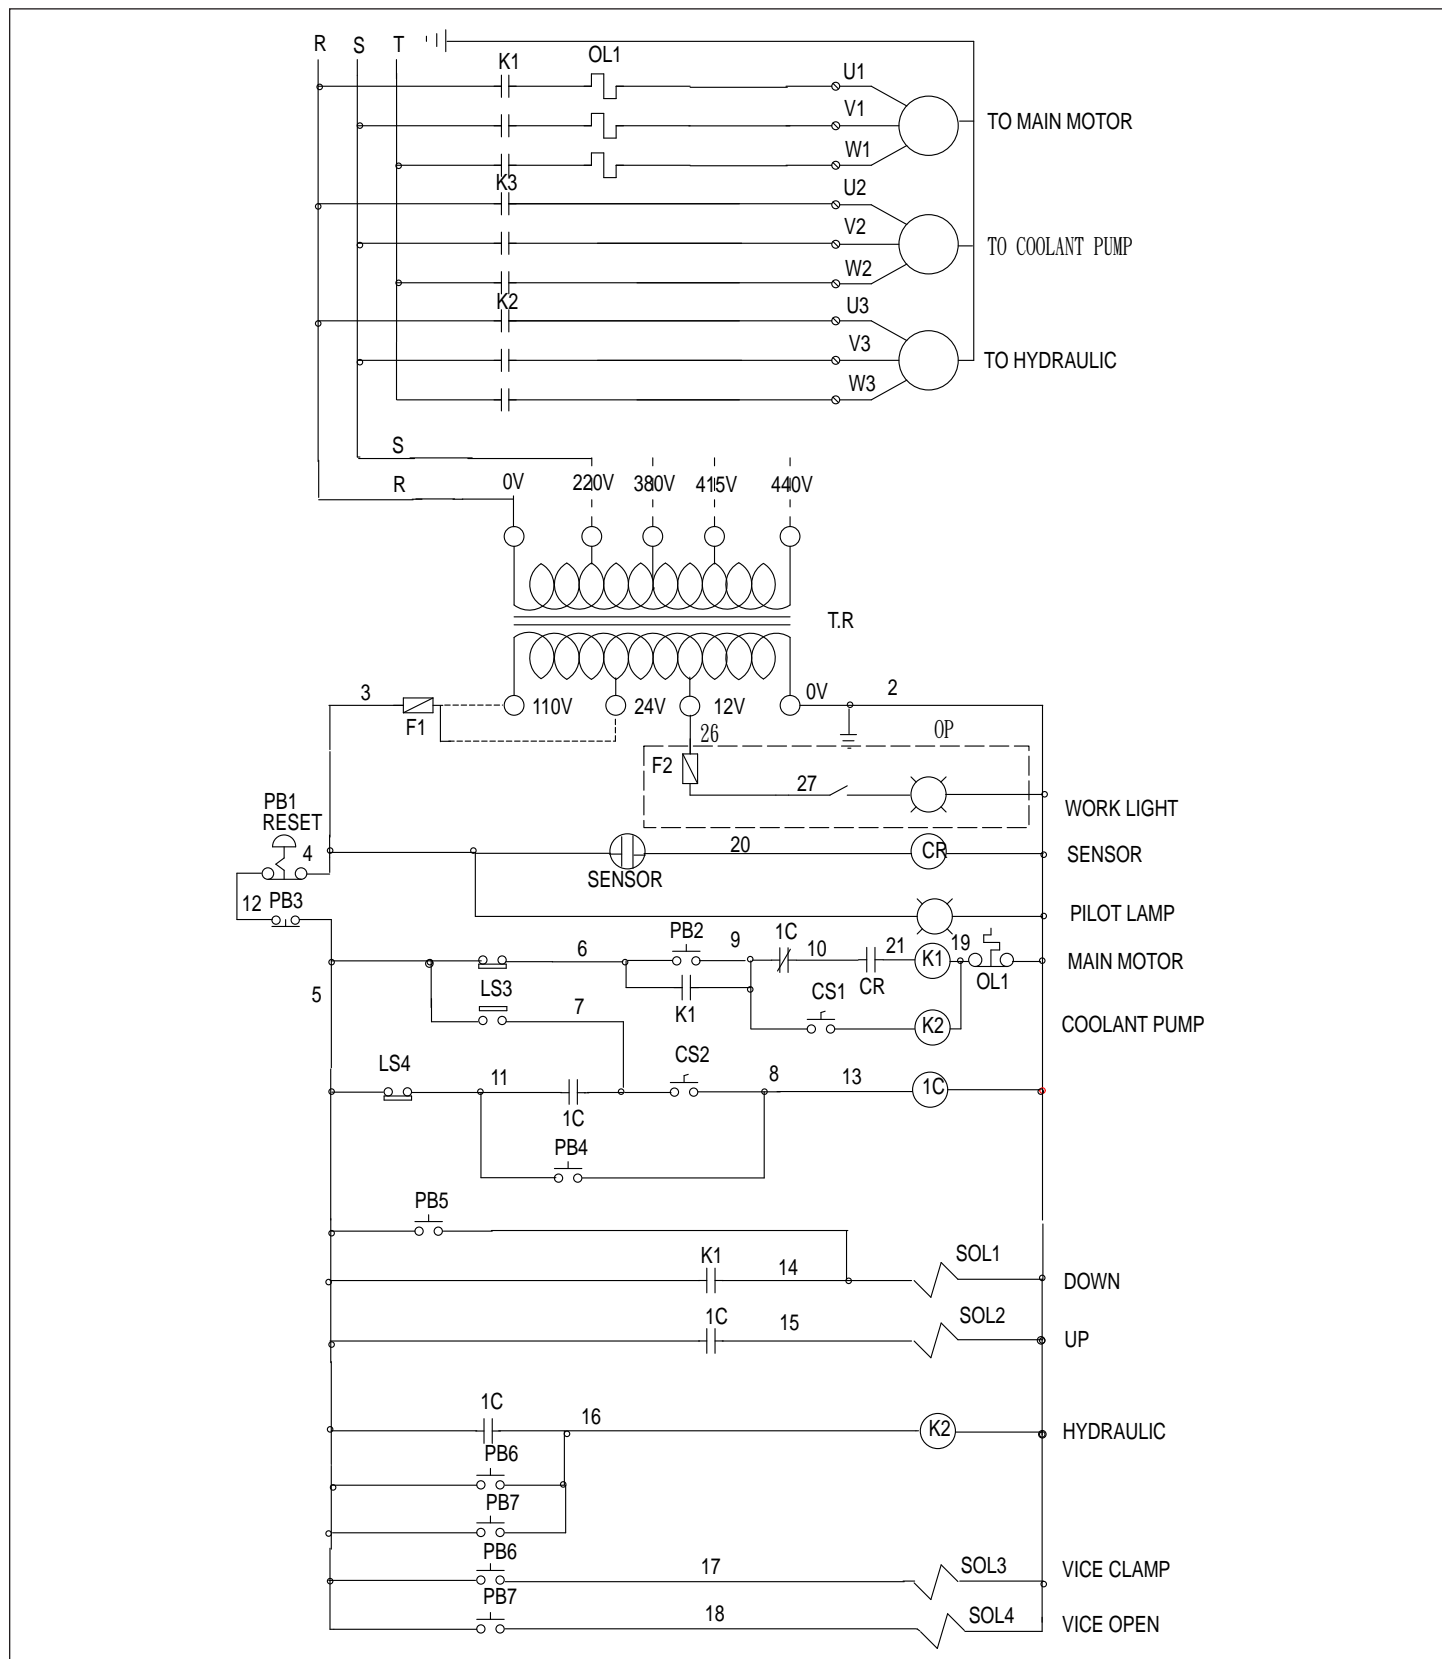 R S T
K1 OL1 U1
V1 TO MAIN MOTOR
W1
K3 U2
V2 TO COOLANT PUMP
W2
K2 U3
V3 TO HYDRAULIC
W3
S
R 0V 220V 380V 415V 440V
T.R
3 F1 110V 24V 12V 0V 2
26 OP
F2 27
WORK LIGHT
PB1
RESET
4 SENSOR 20 CR SENSOR
12 PB3
PILOT LAMP
6 PB2 9 1C 10 21 K1 19 MAIN MOTOR
CR OL1
5 LS3 7 K1 CS1 K2 COOLANT PUMP
LS4 11 1C CS2 8 13 1C
PB4
PB5
K1 14 SOL1 DOWN
1C 15 SOL2 UP
1C 16 K2 HYDRAULIC
PB6
PB7
PB6 17 SOL3 VICE CLAMP
PB7 18 SOL4 VICE OPEN